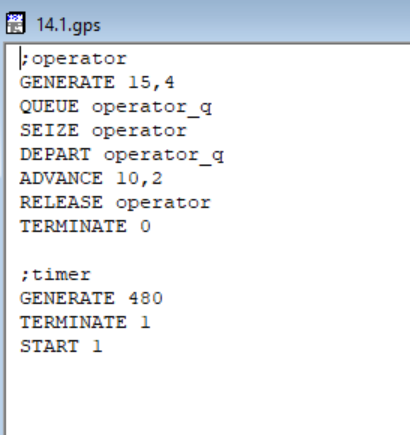 14.1.gps
;operator
GENERATE 15,4
QUEUE operator_q
SEIZE operator
DEPART operator_q
ADVANCE 10,2
RELEASE operator
TERMINATE 0
;timer
GENERATE 480
TERMINATE 1
START 1